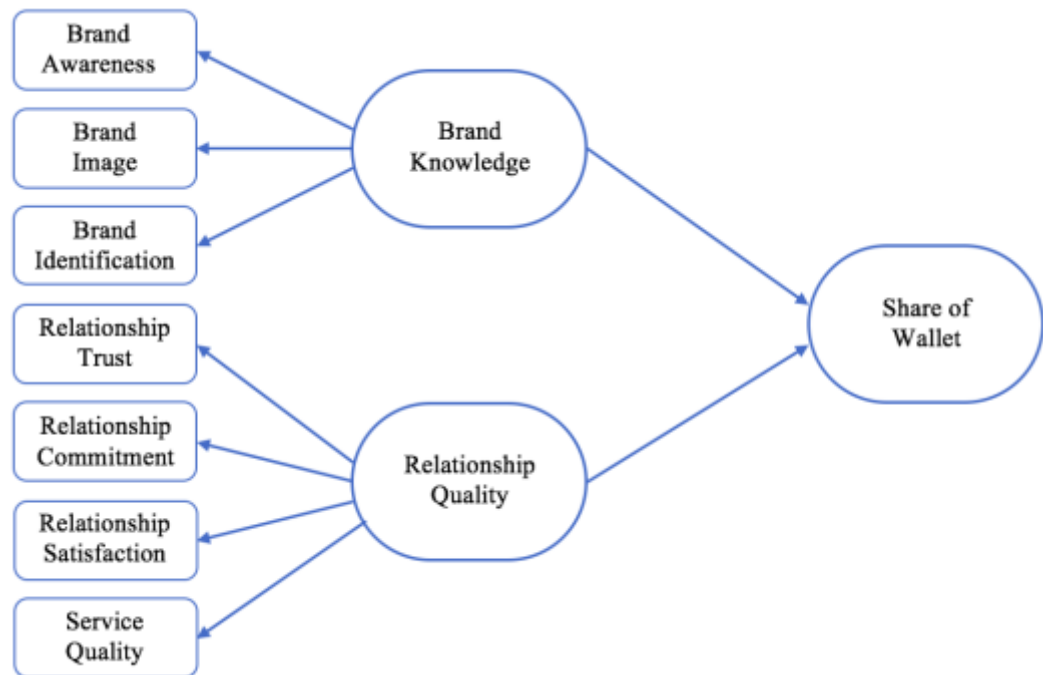 Brand
Awareness
Brand
Image
Brand
Identification
Relationship
Trust
Relationship
Commitment
Relationship
Satisfaction
Service
Quality
Brand
Knowledge
Relationship
Quality
Share of
Wallet